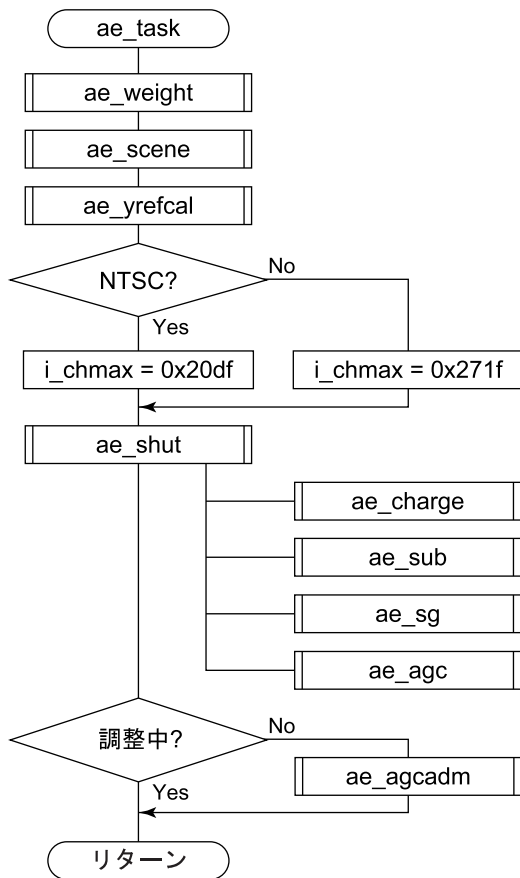 ae_task
ae_weight
ae_scene
ae_yrefcal
NTSC?
No
Yes
i_chmax = 0x20df
i_chmax = 0x271f
ae_shut
ae_charge
ae_sub
ae_sg
ae_agc
調整中?
No
ae_agcadm
Yes
リターン